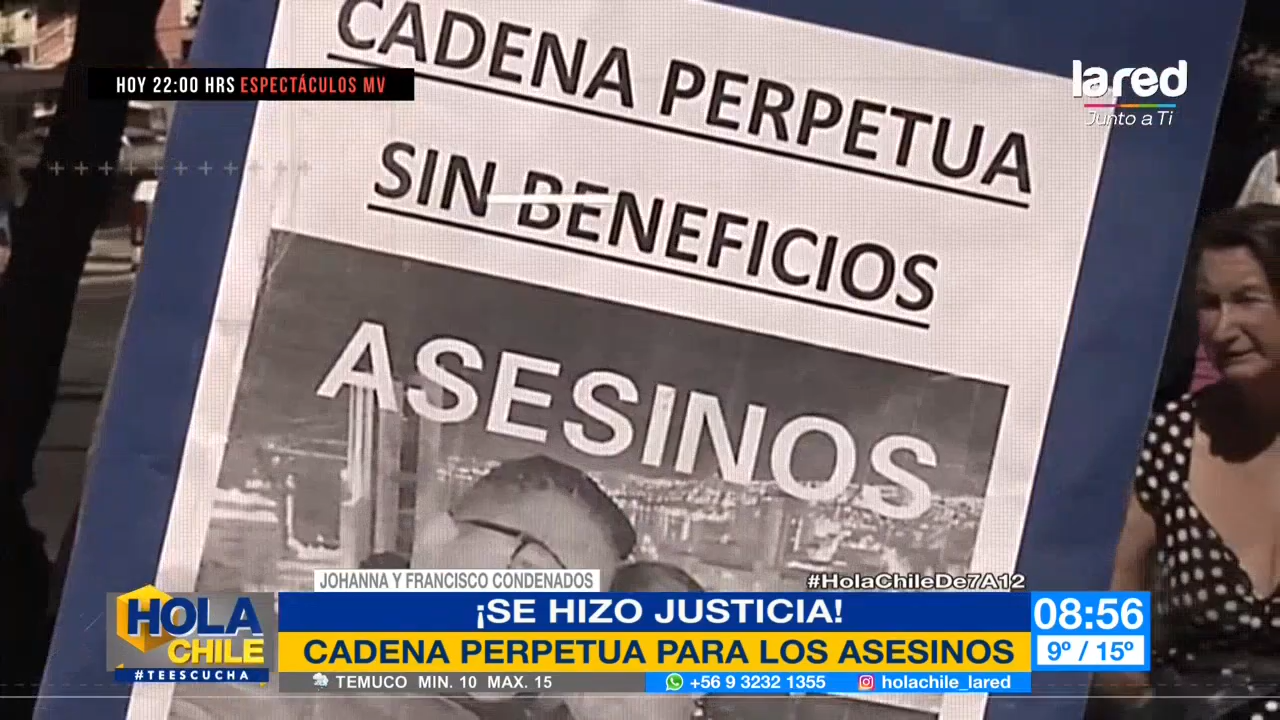 HOY 22:00 HRS ESPECTÁCULOS MV
la red
Junto a Ti
CADENA PERPETUA
SIN BENEFICIOS
ASESINOS
JOHANNA Y FRANCISCO CONDENADOS
#HolaChileDe7A12
HOLA
CHILE
#TEESCUCHA
¡SE HIZO JUSTICIA!
CADENA PERPETUA PARA LOS ASESINOS
08:56
9º / 15º
TEMUCO MIN. 10 MAX. 15
+56 9 3232 1355
holachile_lared